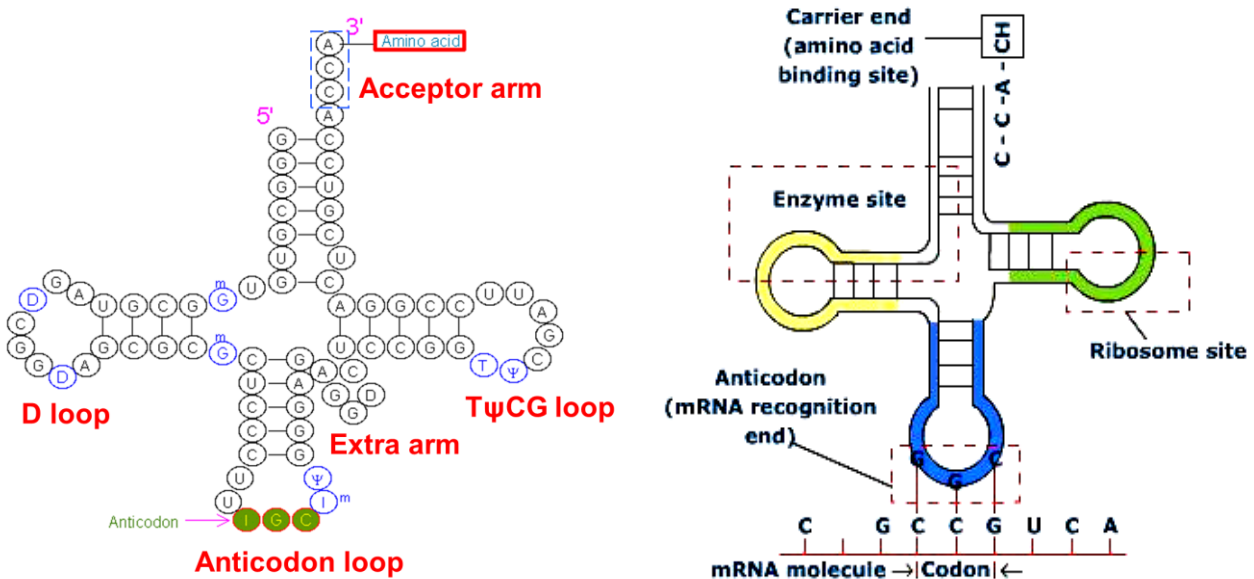 3'
A Amino acid
C
C
Acceptor arm
A
5'
G C
G C
G U
C G
G C
U U
G C
D G A U G C G m G U
A G G C C U U A G C
C G G D A G C G C m G
U C C G G T Ψ
D loop
TψCG loop
C G
U A
C G
C G
C G
A C D G G
Extra arm
U Ψ
U I m
Anticodon I G C
Anticodon loop
Carrier end
(amino acid
binding site)
C - C - A - CH
Enzyme site
Ribosome site
Anticodon
(mRNA recognition
end)
G G C
C G C C G U C A
mRNA molecule →|Codon|←